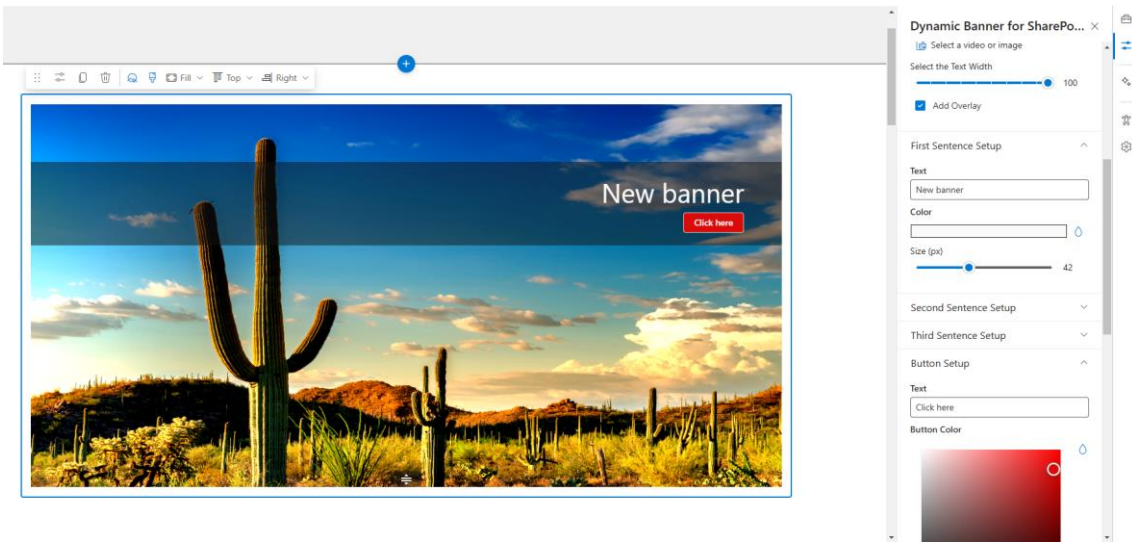 Dynamic Banner for SharePo...
Select a video or image
Fill
Top
Right
Select the Text Width
100
Add Overlay
First Sentence Setup
Text
New banner
Color
Size (px)
42
New banner
Click here
Second Sentence Setup
Third Sentence Setup
Button Setup
Text
Click here
Button Color